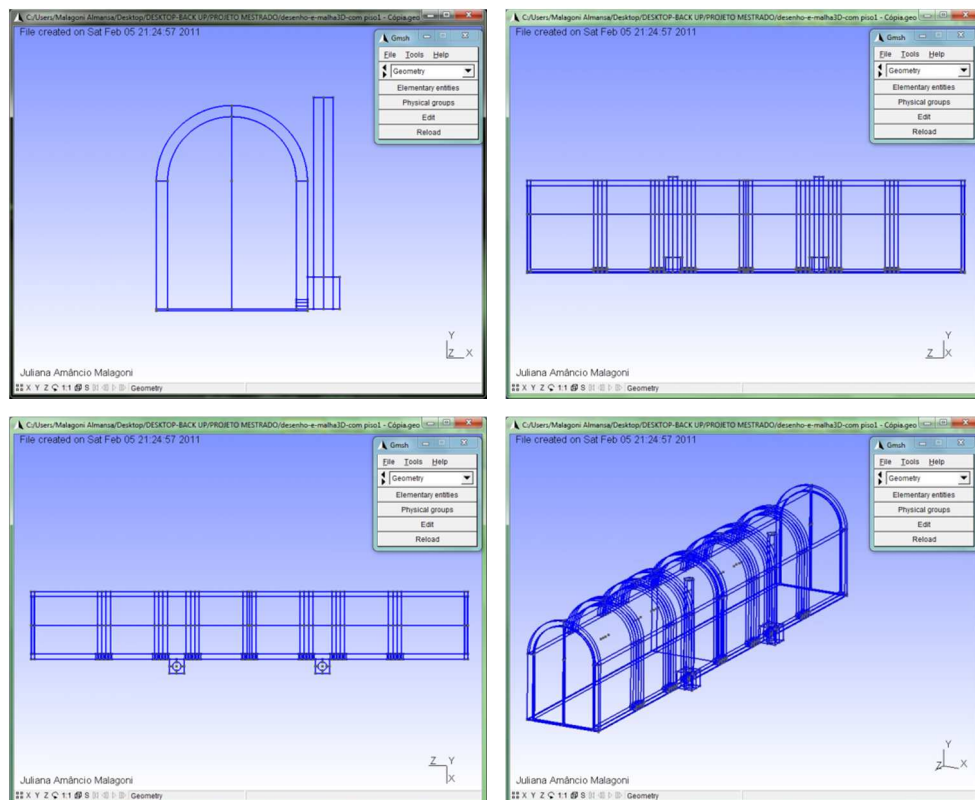 C:/Users/Malagoni Almansa/Desktop/DESKTOP-BACK UP/PROJETO MESTRADO/desenho-e-malha3D-com piso1 - Cópia.geo
File created on Sat Feb 05 21:24:57 2011
Gmsh
File Tools Help
Geometry
Elementary entities
Physical groups
Edit
Reload
Y
Z X
Juliana Amâncio Malagoni
X Y Z 1:1 S Geometry
C:/Users/Malagoni Almansa/Desktop/DESKTOP-BACK UP/PROJETO MESTRADO/desenho-e-malha3D-com piso1 - Cópia.geo
File created on Sat Feb 05 21:24:57 2011
Gmsh
File Tools Help
Geometry
Elementary entities
Physical groups
Edit
Reload
Y
Z X
Juliana Amâncio Malagoni
X Y Z 1:1 S Geometry
C:/Users/Malagoni Almansa/Desktop/DESKTOP-BACK UP/PROJETO MESTRADO/desenho-e-malha3D-com piso1 - Cópia.geo
File created on Sat Feb 05 21:24:57 2011
Gmsh
File Tools Help
Geometry
Elementary entities
Physical groups
Edit
Reload
Z Y
X
Juliana Amâncio Malagoni
X Y Z 1:1 S Geometry
C:/Users/Malagoni Almansa/Desktop/DESKTOP-BACK UP/PROJETO MESTRADO/desenho-e-malha3D-com piso1 - Cópia.geo
File created on Sat Feb 05 21:24:57 2011
Gmsh
File Tools Help
Geometry
Elementary entities
Physical groups
Edit
Reload
Y
Z X
Juliana Amâncio Malagoni
X Y Z 1:1 S Geometry